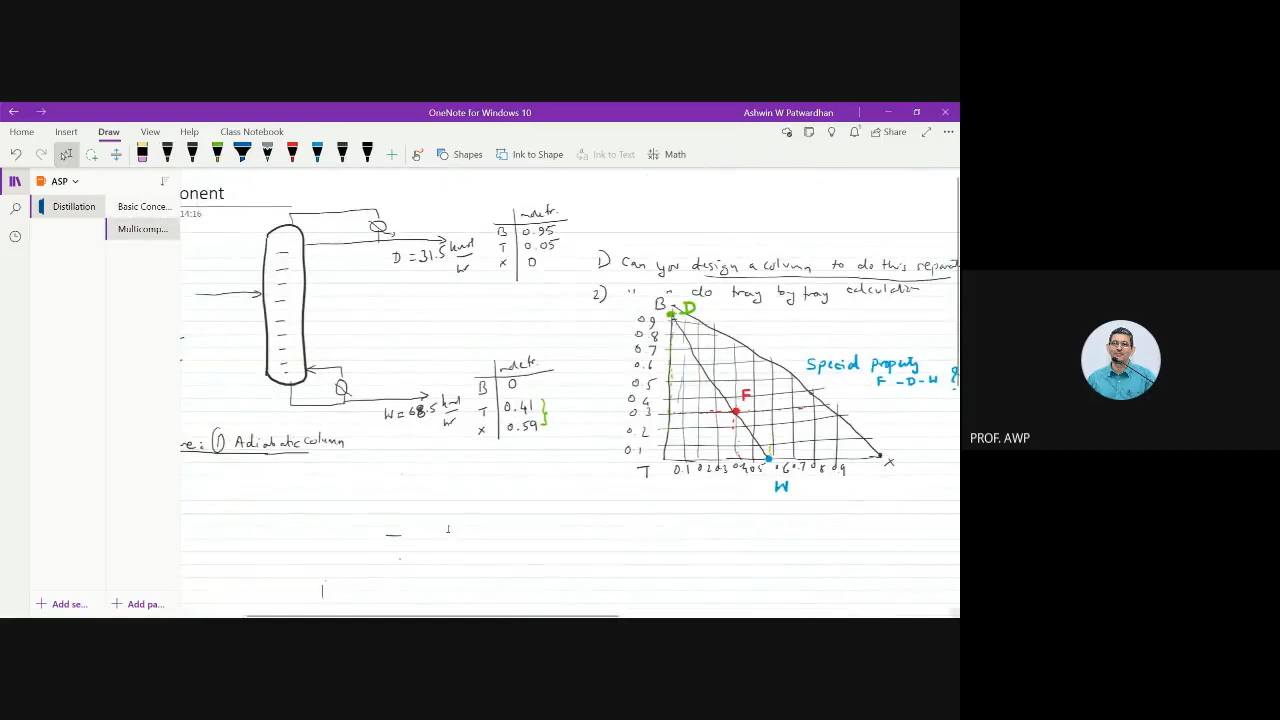 OneNote for Windows 10
Ashwin W Patwardhan
Home Insert Draw View Help Class Notebook
Share
Shapes
Ink to Shape
Ink to Text
Math
ASP
Distillation
Basic Conce...
Multicomp...
onent
14:16
D = 31.5 kmol
mole fr.
B 0.95
T 0.05
x 0
1) Can you design a column to do this separat
2) " " do tray by tray calculation
B D
0.9
0.8
0.7
0.6
0.5
0.4
0.3
0.2
0.1
F
Special property
F - D - W
T 0.1 0.2 0.3 0.4 0.5 0.6 0.7 0.8 0.9 X
W
mole fr.
B 0
T 0.41
x 0.59
W = 68.5 kmol
re: 1) Adiabatic column
Add se...
Add pa...
PROF. AWP